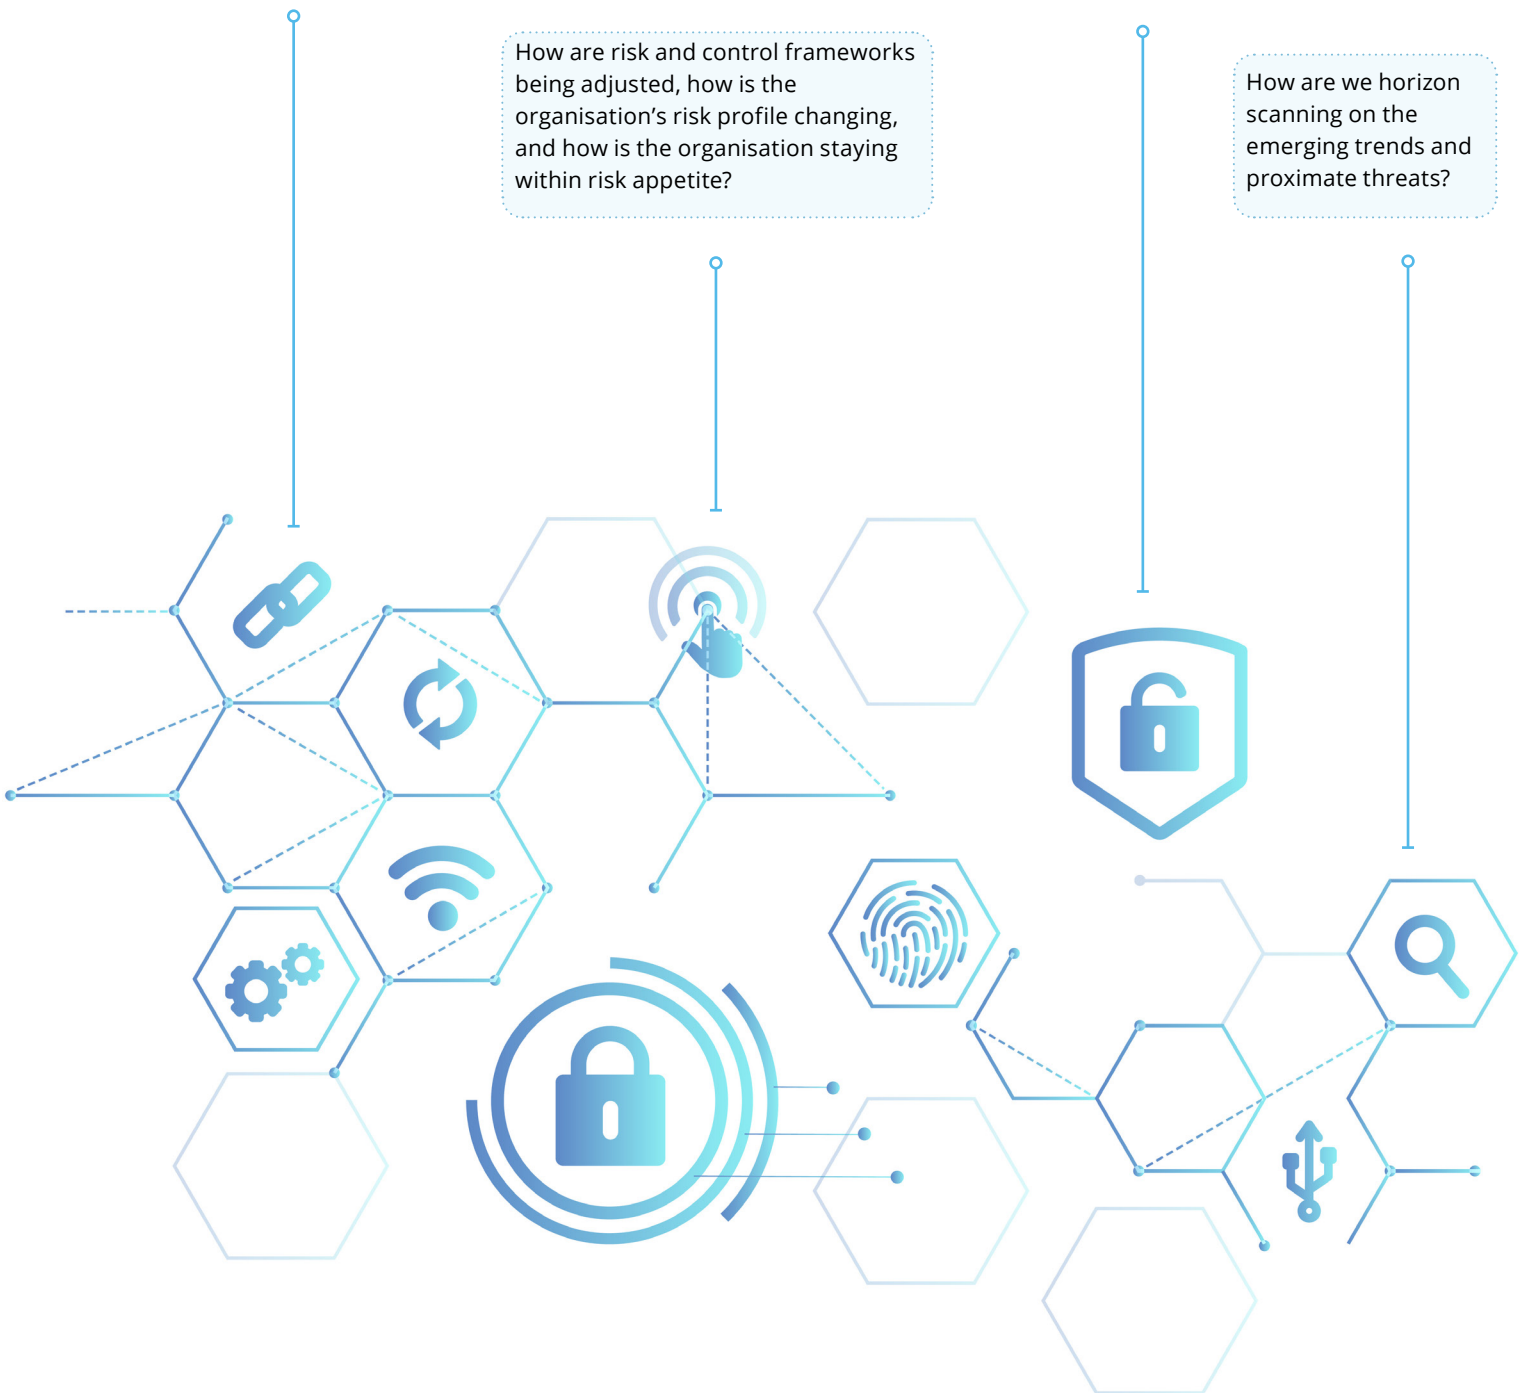 How are risk and control frameworks
being adjusted, how is the
organisation’s risk profile changing,
and how is the organisation staying
within risk appetite?
How are we horizon
scanning on the
emerging trends and
proximate threats?